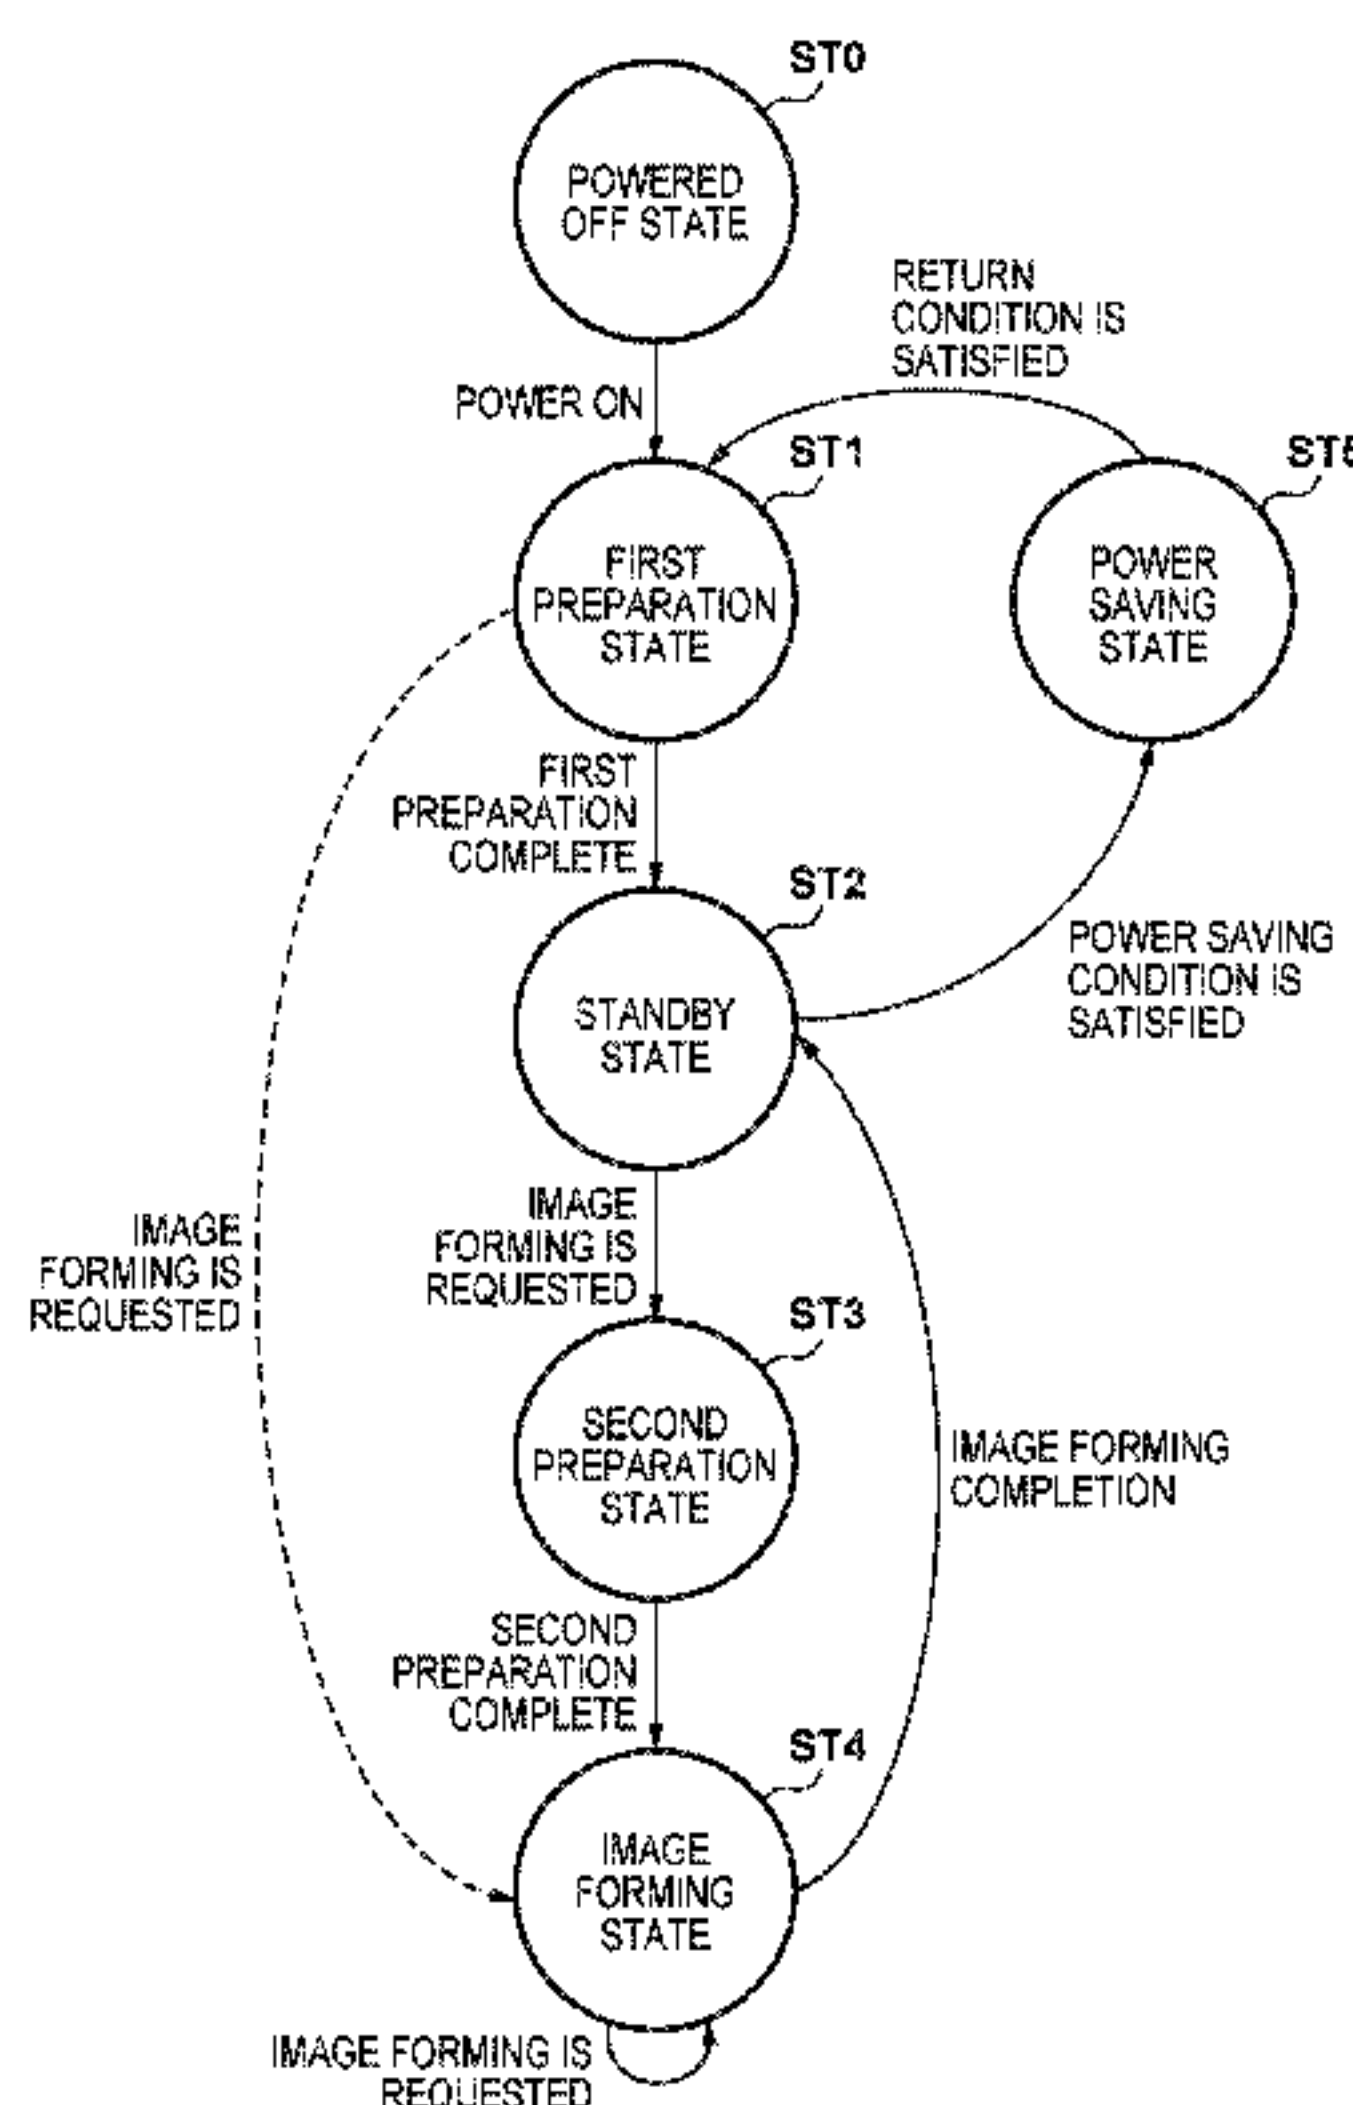 ST0
POWERED
OFF STATE
RETURN
CONDITION IS
SATISFIED
POWER ON
ST1
FIRST
PREPARATION
STATE
POWER
SAVING
STATE
FIRST
PREPARATION
COMPLETE
ST2
STANDBY
STATE
POWER SAVING
CONDITION IS
SATISFIED
IMAGE
FORMING IS
REQUESTED
IMAGE
FORMING IS
REQUESTED
ST3
SECOND
PREPARATION
STATE
IMAGE FORMING
COMPLETION
SECOND
PREPARATION
COMPLETE
ST4
IMAGE
FORMING
STATE
IMAGE FORMING IS
REQUESTED